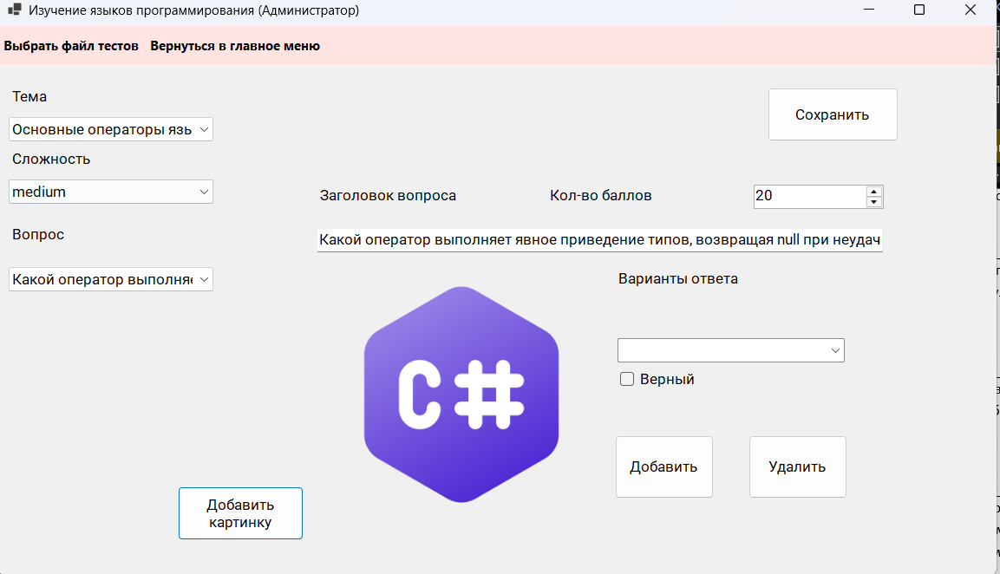 Изучение языков программирования (Администратор)
Выбрать файл тестов Вернуться в главное меню
Тема
Сохранить
Основные операторы язы
Сложность
medium
Заголовок вопроса Кол-во баллов 20
Вопрос
Какой оператор выполняет явное приведение типов, возвращая null при неудач
Какой оператор выполняе
Варианты ответа
C#
Верный
Добавить Удалить
Добавить
картинку